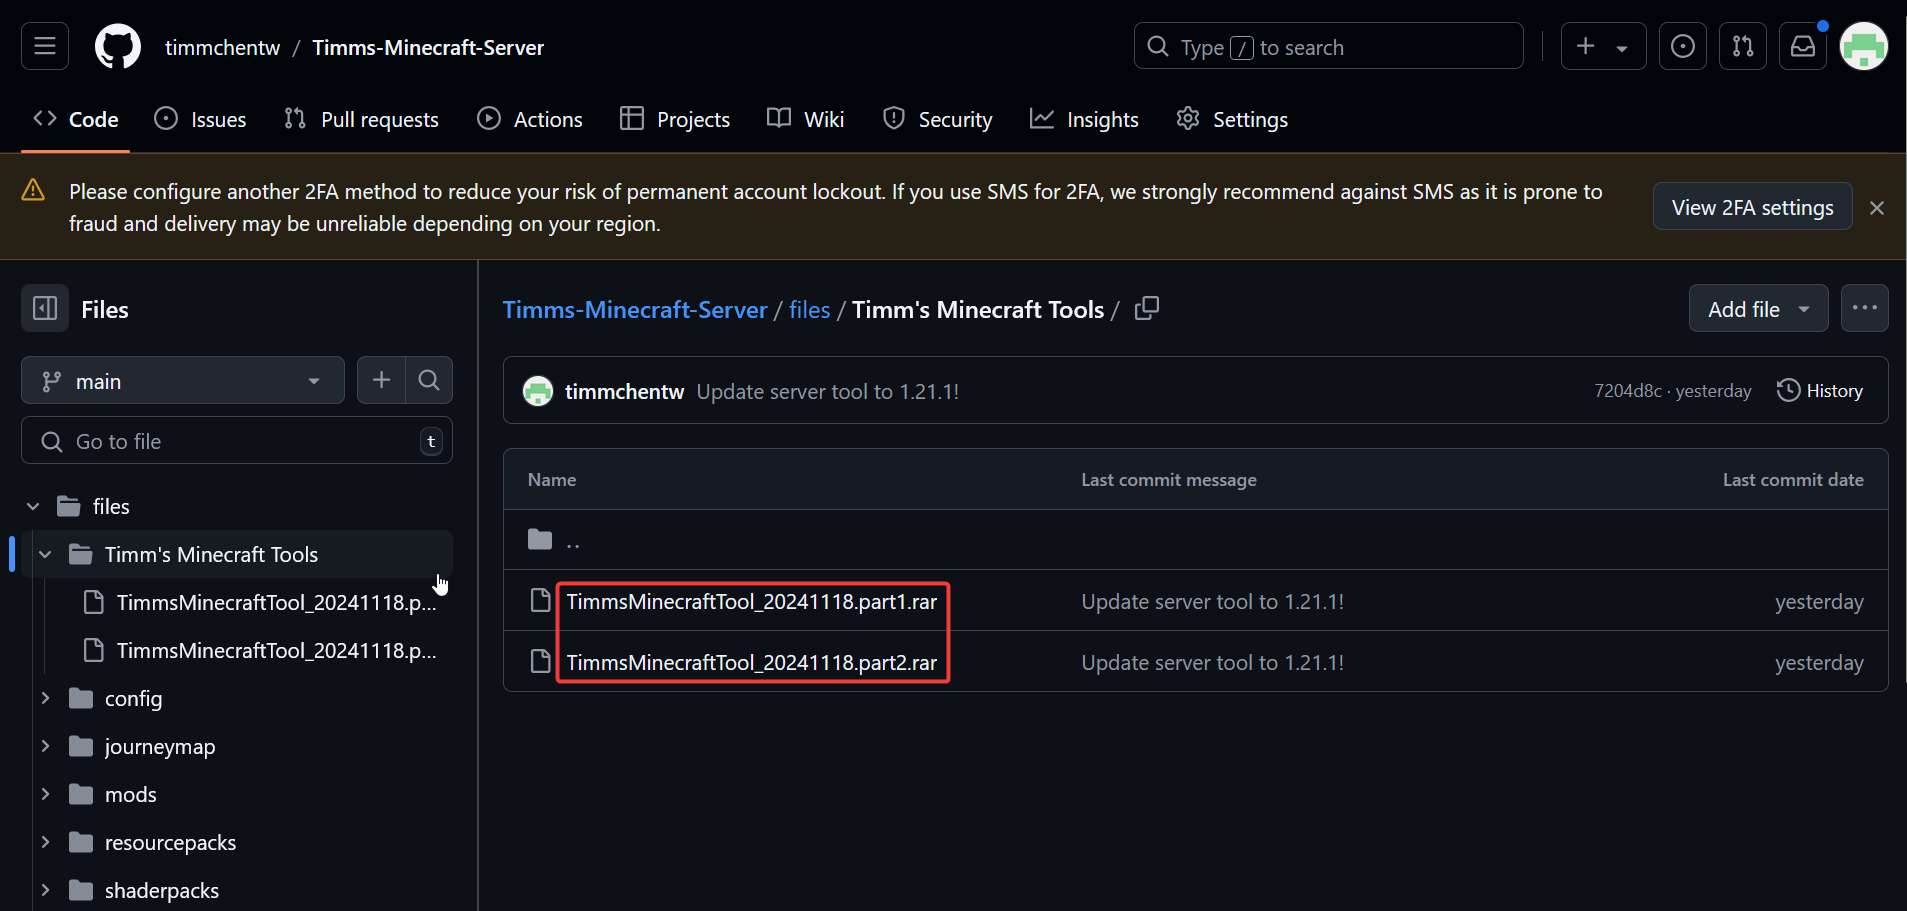 timmchentw / Timms-Minecraft-Server
Type / to search
Code
Issues
Pull requests
Actions
Projects
Wiki
Security
Insights
Settings
Please configure another 2FA method to reduce your risk of permanent account lockout. If you use SMS for 2FA, we strongly recommend against SMS as it is prone to
fraud and delivery may be unreliable depending on your region.
View 2FA settings
Files
main
Go to file
t
files
Timm's Minecraft Tools
TimmsMinecraftTool_20241118.p...
TimmsMinecraftTool_20241118.p...
config
journeymap
mods
resourcepacks
shaderpacks
Timms-Minecraft-Server / files / Timm's Minecraft Tools /
Add file
timmchentw Update server tool to 1.21.1!
7204d8c · yesterday
History
Name
Last commit message
Last commit date
..
TimmsMinecraftTool_20241118.part1.rar
Update server tool to 1.21.1!
yesterday
TimmsMinecraftTool_20241118.part2.rar
Update server tool to 1.21.1!
yesterday